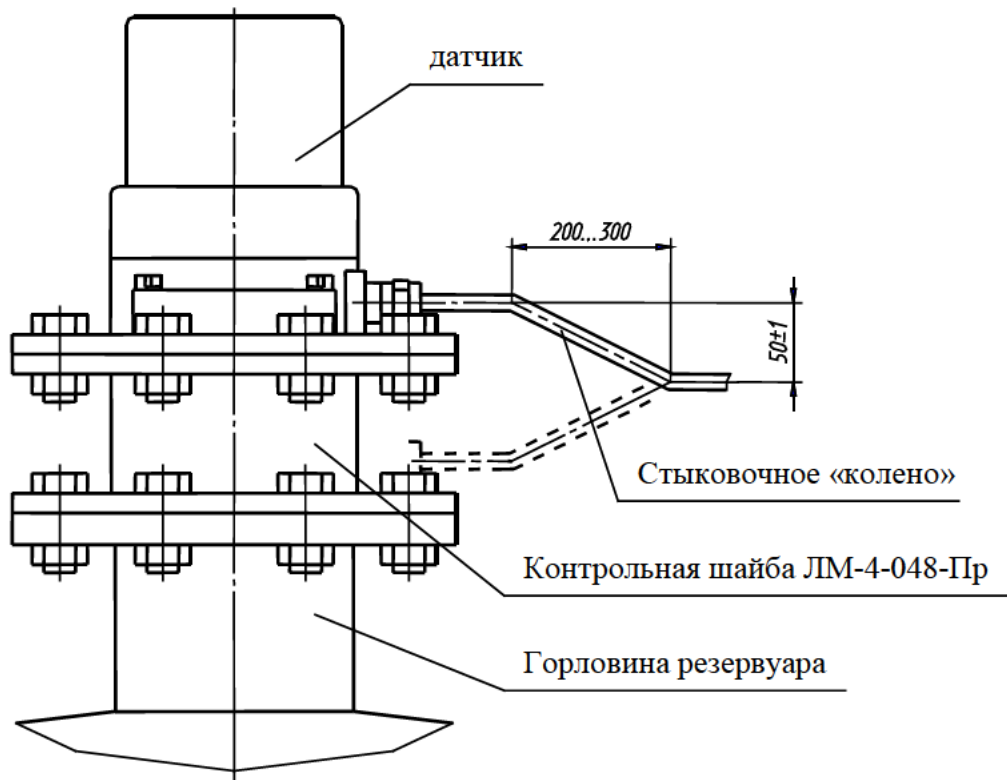 датчик
200...300
50±1
Стыковочное «колено»
Контрольная шайба ЛМ-4-048-Пр
Горловина резервуара